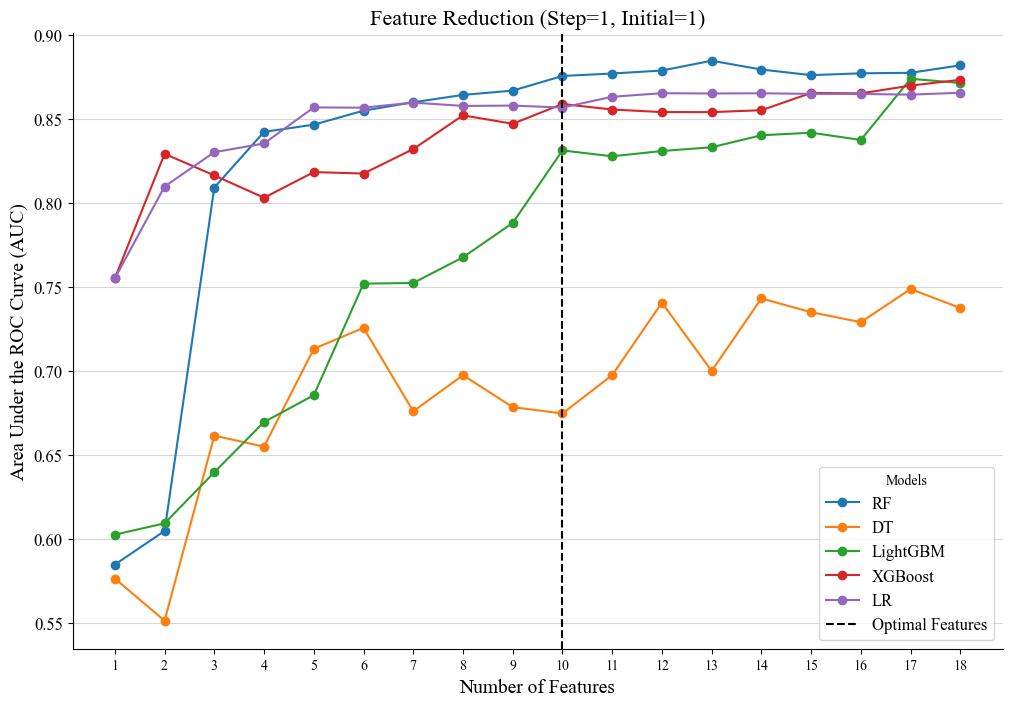 Feature Reduction (Step=1, Initial=1)
Area Under the ROC Curve (AUC)
0.90
0.85
0.80
0.75
0.70
0.65
0.60
0.55
1 2 3 4 5 6 7 8 9 10 11 12 13 14 15 16 17 18
Number of Features
Models
RF
DT
LightGBM
XGBoost
LR
Optimal Features